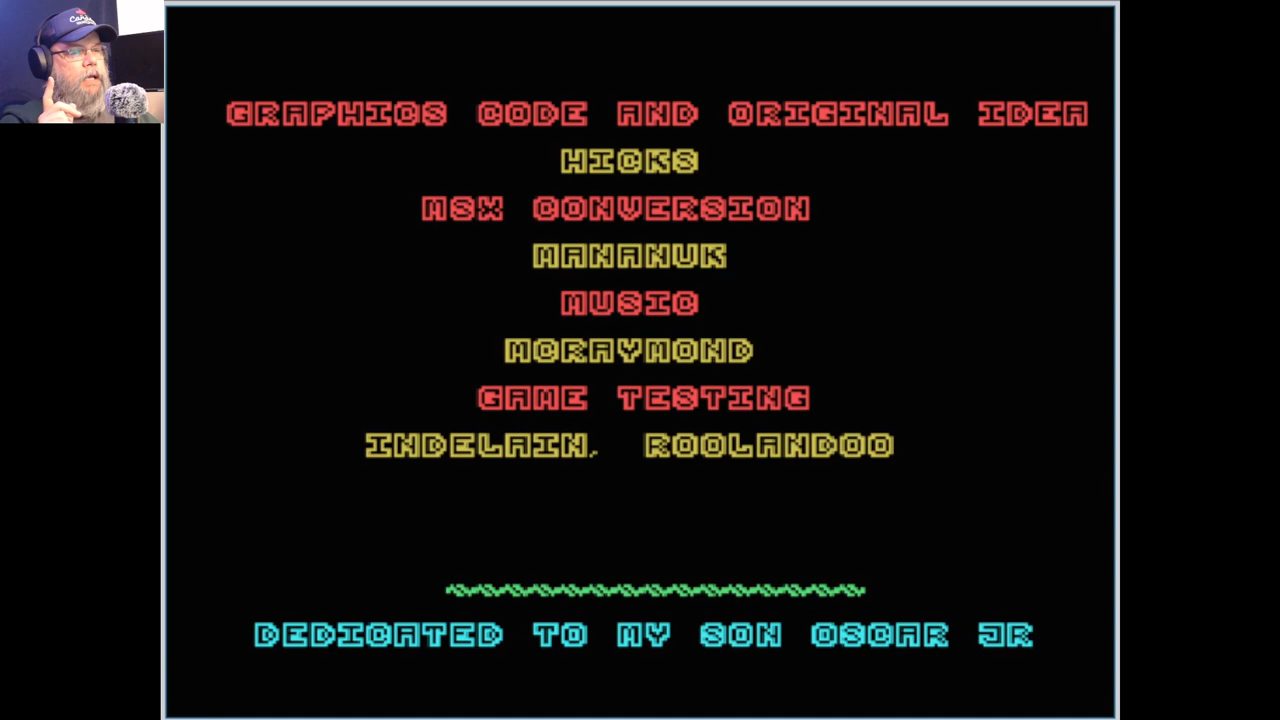 GRAPHICS CODE AND ORIGINAL IDEA
HICKS
MSX CONVERSION
MANANUK
MUSIC
MCRAYMOND
GAME TESTING
INDELAIN, ROOLANDOO
DEDICATED TO MY SON OSCAR JR